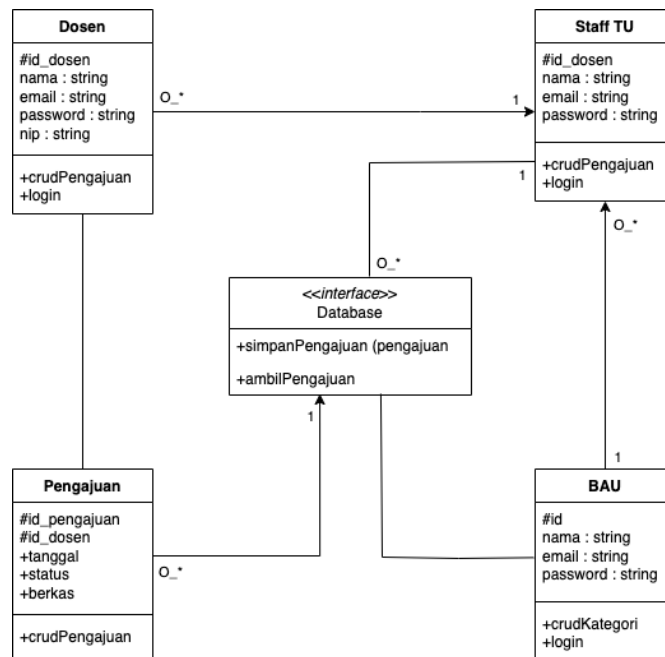 Dosen
#id_dosen
nama : string
email : string
password : string
nip : string
+crudPengajuan
+login
O_*
1
Staff TU
#id_dosen
nama : string
email : string
password : string
+crudPengajuan
+login
1
O_*
O_*
<<interface>>
Database
+simpanPengajuan (pengajuan
+ambilPengajuan
1
1
Pengajuan
#id_pengajuan
#id_dosen
+tanggal
+status
+berkas
+crudPengajuan
O_*
BAU
#id
nama : string
email : string
password : string
+crudKategori
+login